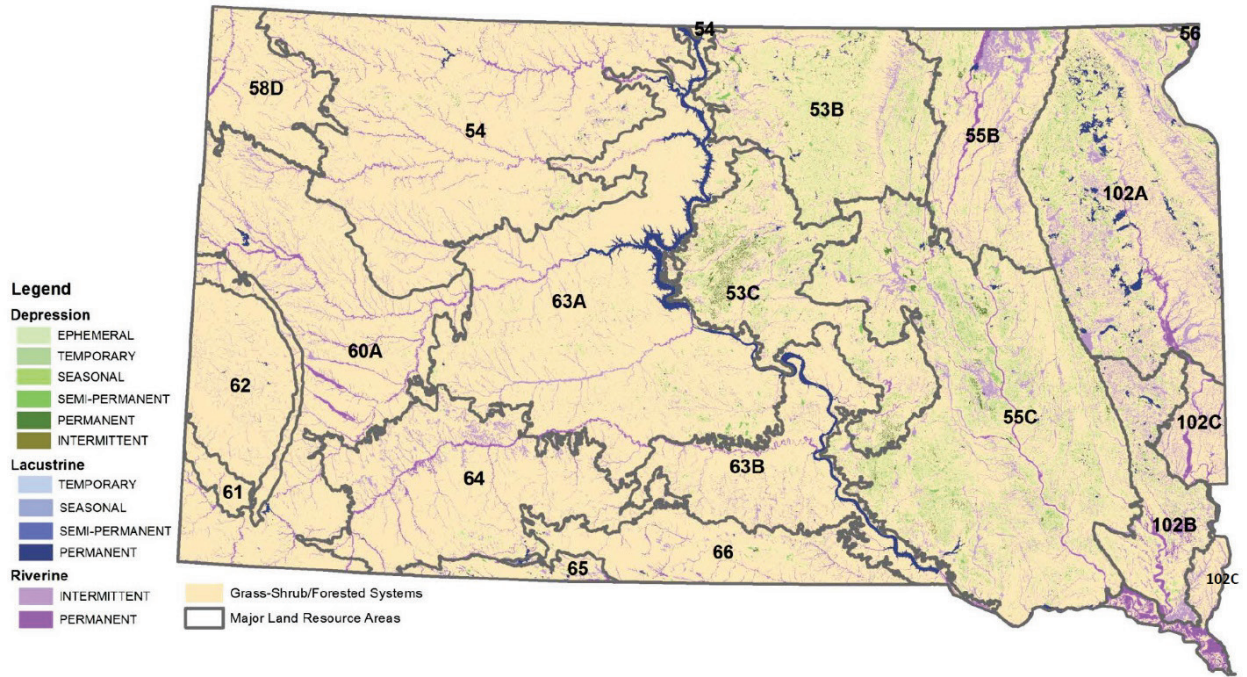 54
56
58D
53B
54
55B
102A
53C
63A
60A
62
55C
102C
61
64
63B
102B
66
65
102C
Legend
Depression
EPHEMERAL
TEMPORARY
SEASONAL
SEMI-PERMANENT
PERMANENT
INTERMITTENT
Lacustrine
TEMPORARY
SEASONAL
SEMI-PERMANENT
PERMANENT
Riverine
INTERMITTENT
PERMANENT
Grass-Shrub/Forested Systems
Major Land Resource Areas